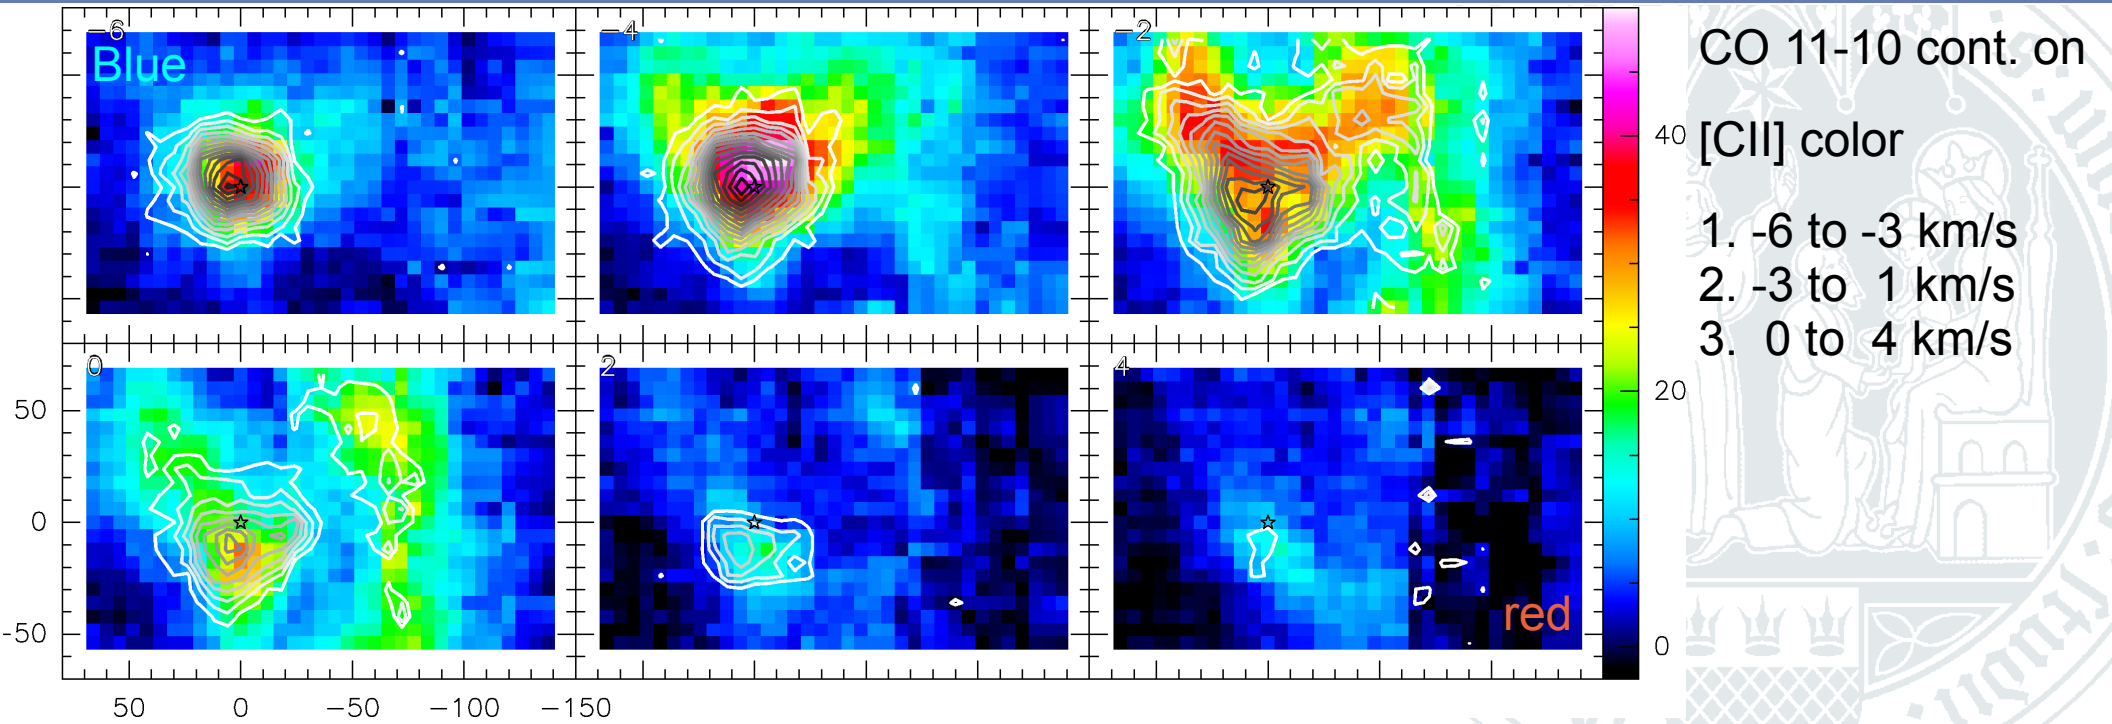 -6
Blue
-4
-2
40
20
0
0
50
0
-50
2
4
red
50 0 -50 -100 -150
CO 11-10 cont. on
[CII] color
1. -6 to -3 km/s
2. -3 to 1 km/s
3. 0 to 4 km/s